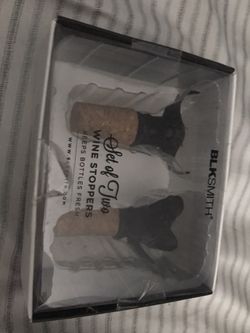 BLKSMITH®
Set of Two
WINE STOPPERS
KEEPS BOTTLES FRESH